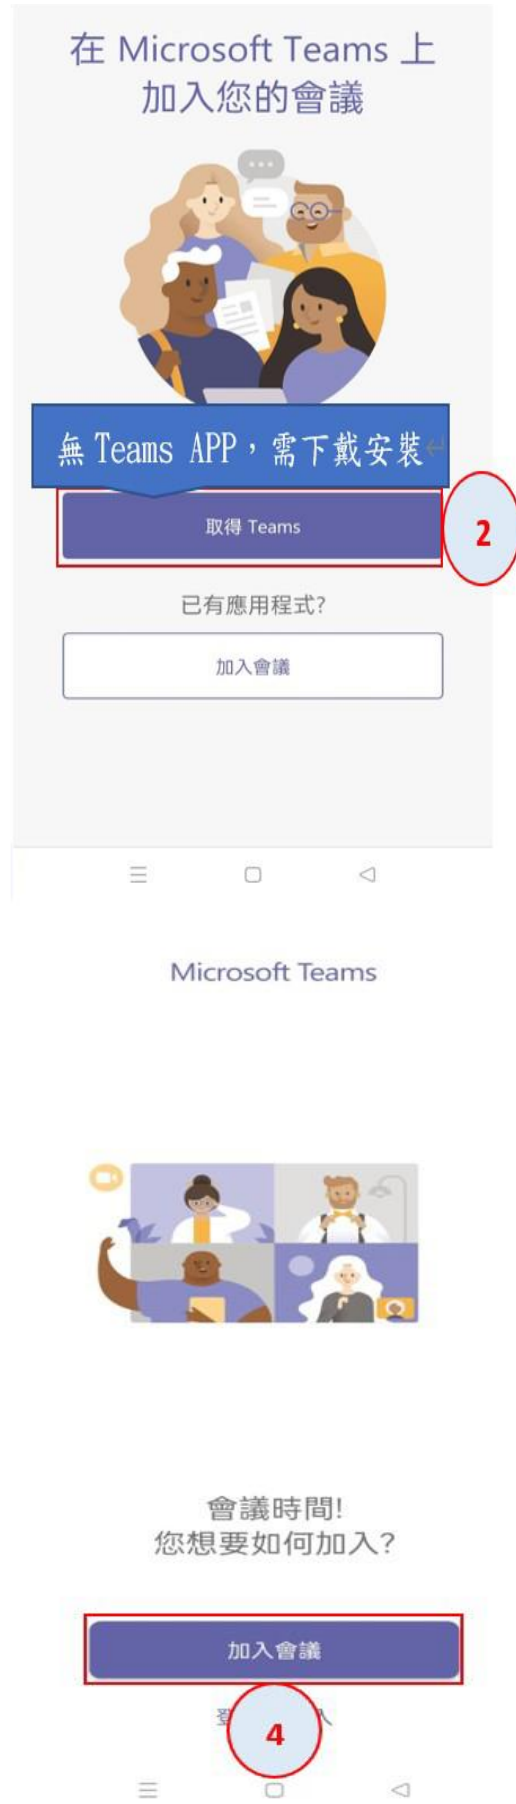 在 Microsoft Teams 上
加入您的會議
無 Teams APP，需下戴安裝
取得 Teams
2
已有應用程式?
加入會議
Microsoft Teams
會議時間!
您想要如何加入?
加入會議
4